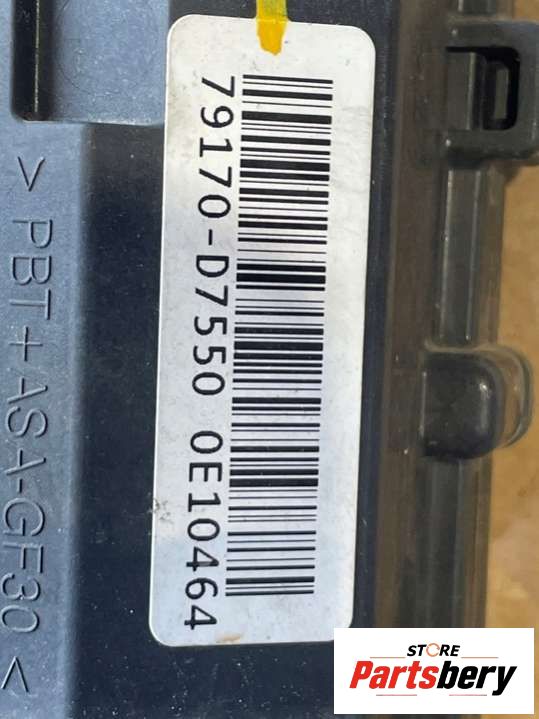 79170-D7550 0E10464
> PBT+ASA-GF30 <
STORE
Partsbery